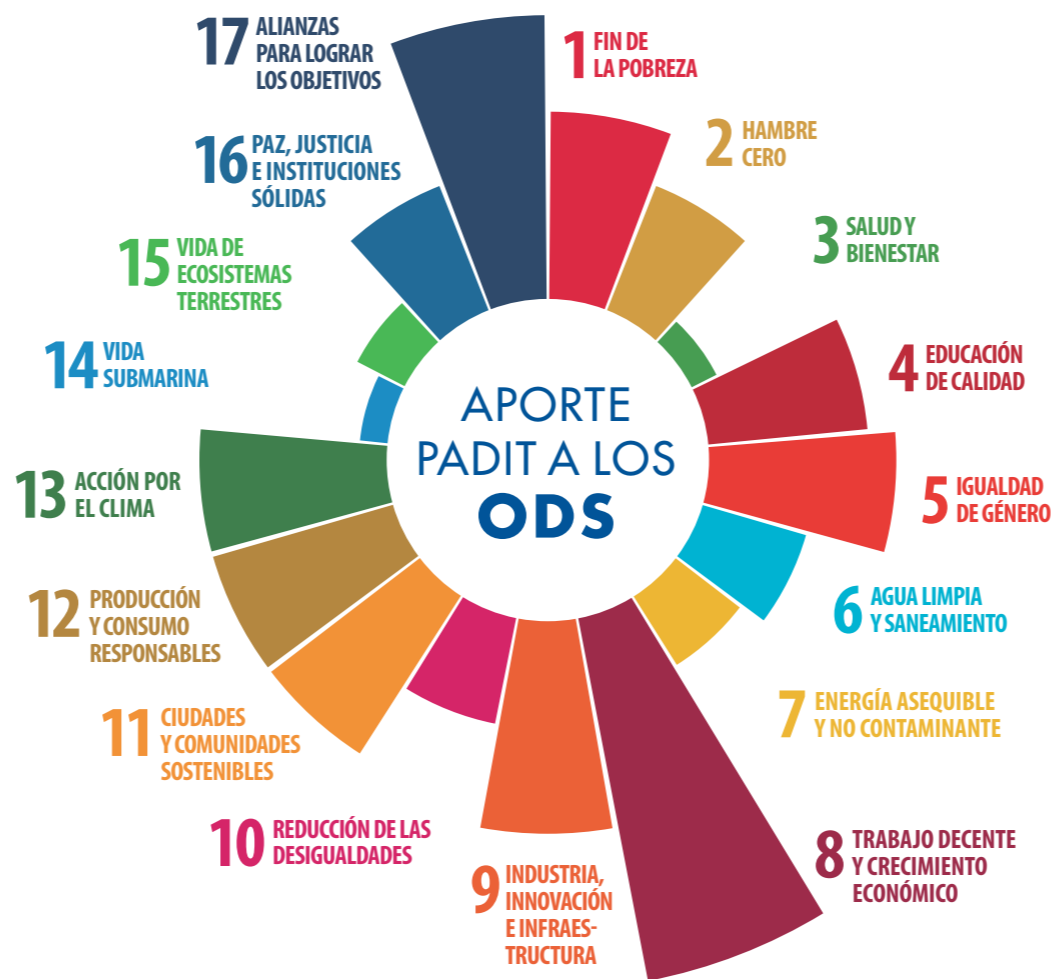 17 ALIANZAS
PARA LOGRAR
LOS OBJETIVOS
1 FIN DE
LA POBREZA
2 HAMBRE
CERO
3 SALUD Y
BIENESTAR
4 EDUCACIÓN
DE CALIDAD
5 IGUALDAD
DE GÉNERO
6 AGUA LIMPIA
Y SANEAMIENTO
7 ENERGÍA ASEQUIBLE
Y NO CONTAMINANTE
8 TRABAJO DECENTE
Y CRECIMIENTO
ECONÓMICO
9 INDUSTRIA,
INNOVACIÓN
E INFRAES-
TRUCTURA
10 REDUCCIÓN DE LAS
DESIGUALDADES
11 CIUDADES
Y COMUNIDADES
SOSTENIBLES
12 PRODUCCIÓN
Y CONSUMO
RESPONSABLES
13 ACCIÓN POR
EL CLIMA
14 VIDA
SUBMARINA
15 VIDA DE
ECOSISTEMAS
TERRESTRES
16 PAZ, JUSTICIA
E INSTITUCIONES
SÓLIDAS
APORTE
PADIT A LOS
ODS